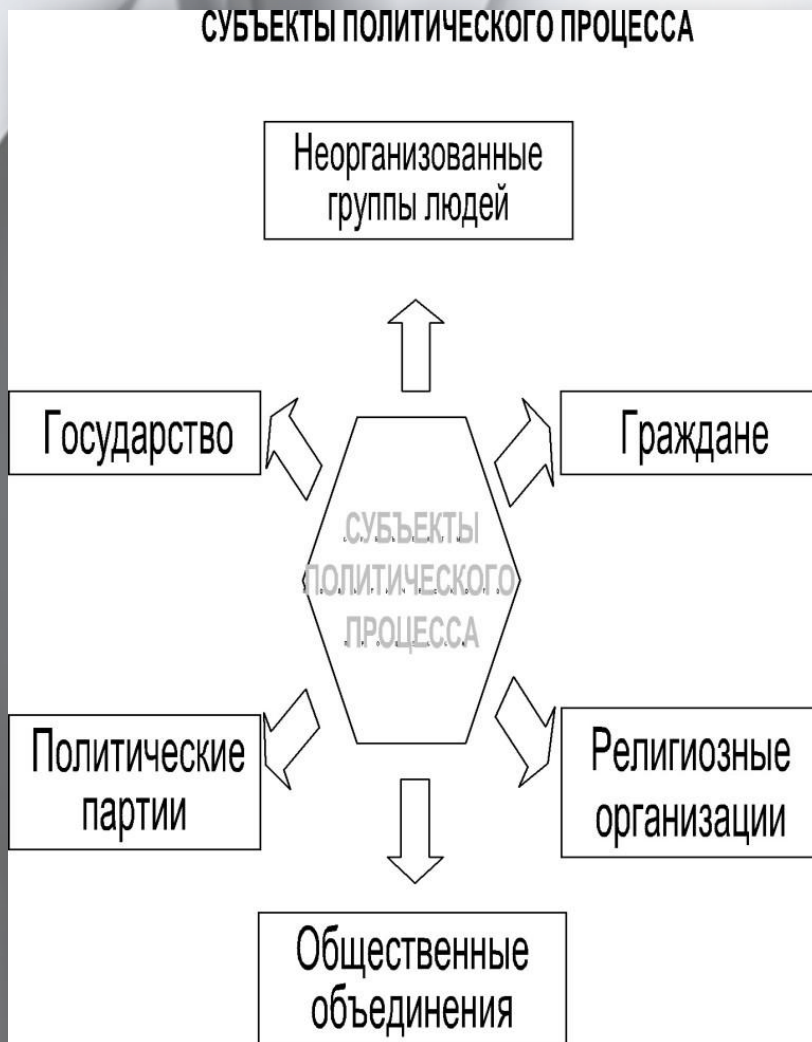 СУБЪЕКТЫ ПОЛИТИЧЕСКОГО ПРОЦЕССА
Неорганизованные
группы людей
Государство
Граждане
СУБЪЕКТЫ
ПОЛИТИЧЕСКОГО
ПРОЦЕССА
Политические
партии
Религиозные
организации
Общественные
объединения